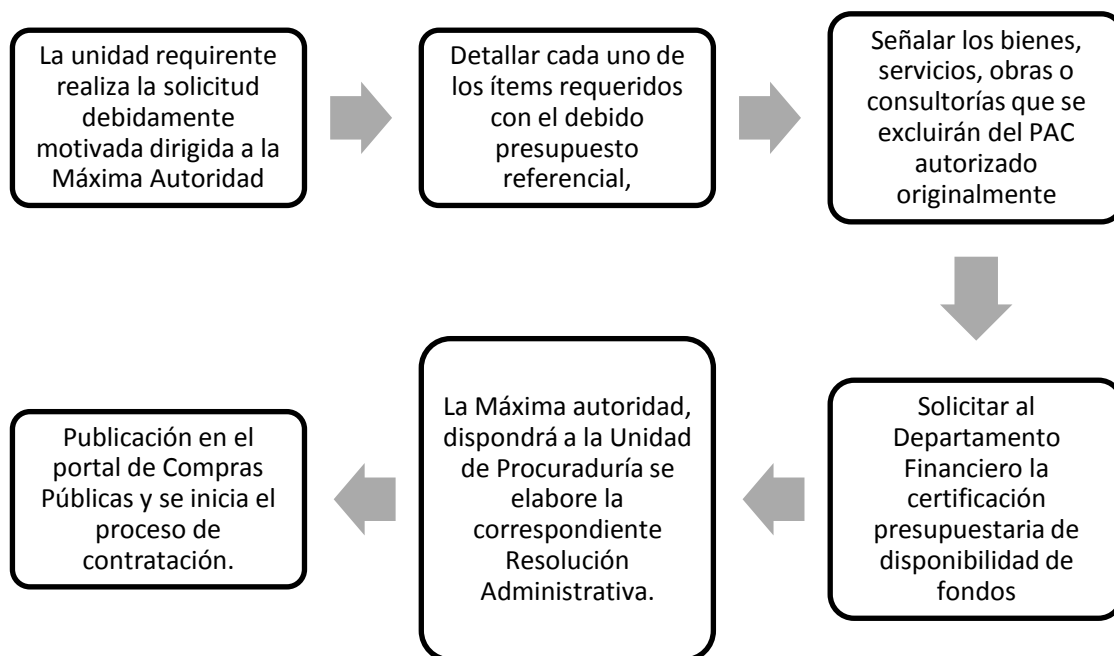 La unidad requirente
realiza la solicitud
debidamente
motivada dirigida a la
Máxima Autoridad
Detallar cada uno de
los ítems requeridos
con el debido
presupuesto
referencial,
Señalar los bienes,
servicios, obras o
consultorías que se
excluirán del PAC
autorizado
originalmente
Solicitar al
Departamento
Financiero la
certificación
presupuestaria de
disponibilidad de
fondos
La Máxima autoridad,
dispondrá a la Unidad
de Procuraduría se
elabore la
correspondiente
Resolución
Administrativa.
Publicación en el
portal de Compras
Públicas y se inicia el
proceso de
contratación.